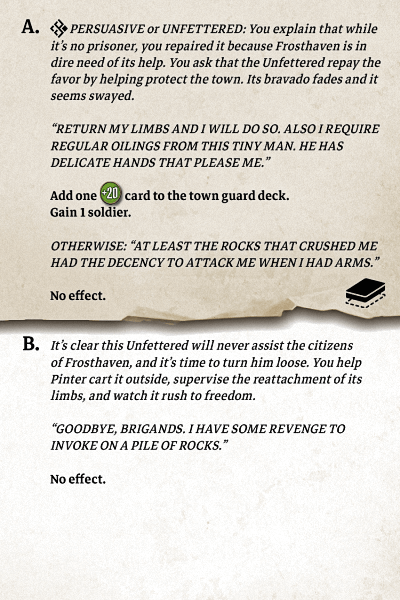 A. PERSUASIVE or UNFETTERED: You explain that while
it's no prisoner, you repaired it because Frosthaven is in
dire need of its help. You ask that the Unfettered repay the
favor by helping protect the town. Its bravado fades and it
seems swayed.
“RETURN MY LIMBS AND I WILL DO SO. ALSO I REQUIRE
REGULAR OILINGS FROM THIS TINY MAN. HE HAS
DELICATE HANDS THAT PLEASE ME.”
Add one +20 card to the town guard deck.
Gain 1 soldier.
OTHERWISE: “AT LEAST THE ROCKS THAT CRUSHED ME
HAD THE DECENCY TO ATTACK ME WHEN I HAD ARMS.”
No effect.
B. It's clear this Unfettered will never assist the citizens
of Frosthaven, and it's time to turn him loose. You help
Pinter cart it outside, supervise the reattachment of its
limbs, and watch it rush to freedom.
“GOODBYE, BRIGANDS. I HAVE SOME REVENGE TO
INVOKE ON A PILE OF ROCKS.”
No effect.